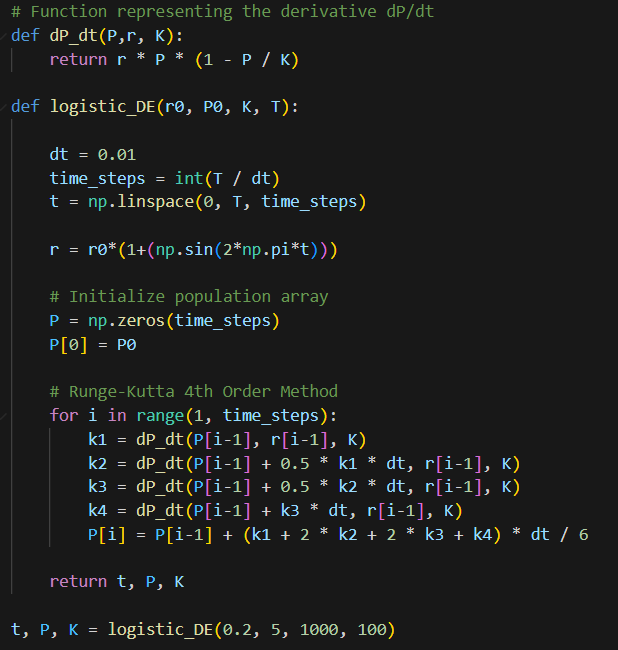 # Function representing the derivative dP/dt
def dP_dt(P,r, K):
    return r * P * (1 - P / K)

def logistic_DE(r0, P0, K, T):

    dt = 0.01
    time_steps = int(T / dt)
    t = np.linspace(0, T, time_steps)

    r = r0*(1+(np.sin(2*np.pi*t)))

    # Initialize population array
    P = np.zeros(time_steps)
    P[0] = P0

    # Runge-Kutta 4th Order Method
    for i in range(1, time_steps):
        k1 = dP_dt(P[i-1], r[i-1], K)
        k2 = dP_dt(P[i-1] + 0.5 * k1 * dt, r[i-1], K)
        k3 = dP_dt(P[i-1] + 0.5 * k2 * dt, r[i-1], K)
        k4 = dP_dt(P[i-1] + k3 * dt, r[i-1], K)
        P[i] = P[i-1] + (k1 + 2 * k2 + 2 * k3 + k4) * dt / 6

    return t, P, K

t, P, K = logistic_DE(0.2, 5, 1000, 100)